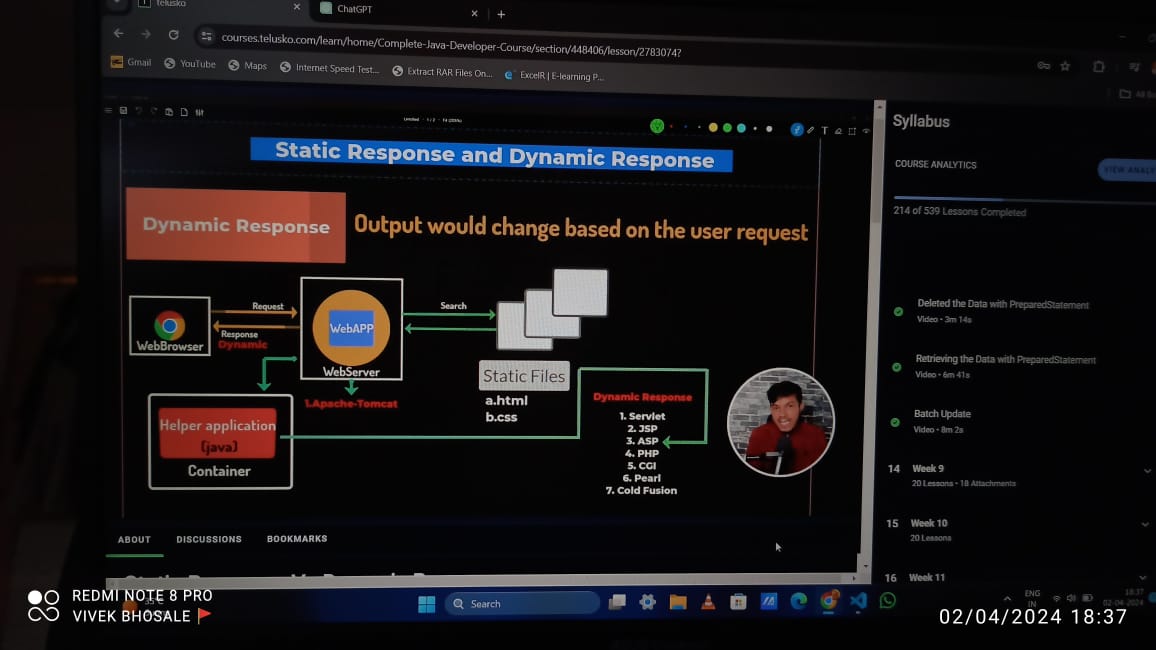 telusko
ChatGPT
courses.telusko.com/learn/home/Complete-Java-Developer-Course/section/448406/lesson/2783074?
Gmail YouTube Maps Internet Speed Test... Extract RAR Files On... ExcelR | E-learning P...
All Bo
Static Response and Dynamic Response
Dynamic Response
Output would change based on the user request
Request
Response
Dynamic
WebBrowser
WebAPP
WebServer
1.Apache-Tomcat
Search
Static Files
a.html
b.css
Helper application
(java)
Container
Dynamic Response
1. Servlet
2. JSP
3. ASP
4. PHP
5. CGI
6. Pearl
7. Cold Fusion
ABOUT DISCUSSIONS BOOKMARKS
Syllabus
COURSE ANALYTICS
VIEW ANALY
214 of 539 Lessons Completed
Deleted the Data with PreparedStatement
Video • 3m 14s
Retrieving the Data with PreparedStatement
Video • 6m 41s
Batch Update
Video • 8m 2s
14 Week 9
20 Lessons • 18 Attachments
15 Week 10
20 Lessons
16 Week 11
Search
ENG
IN
18:37
02-04-2024
REDMI NOTE 8 PRO
VIVEK BHOSALE
02/04/2024 18:37